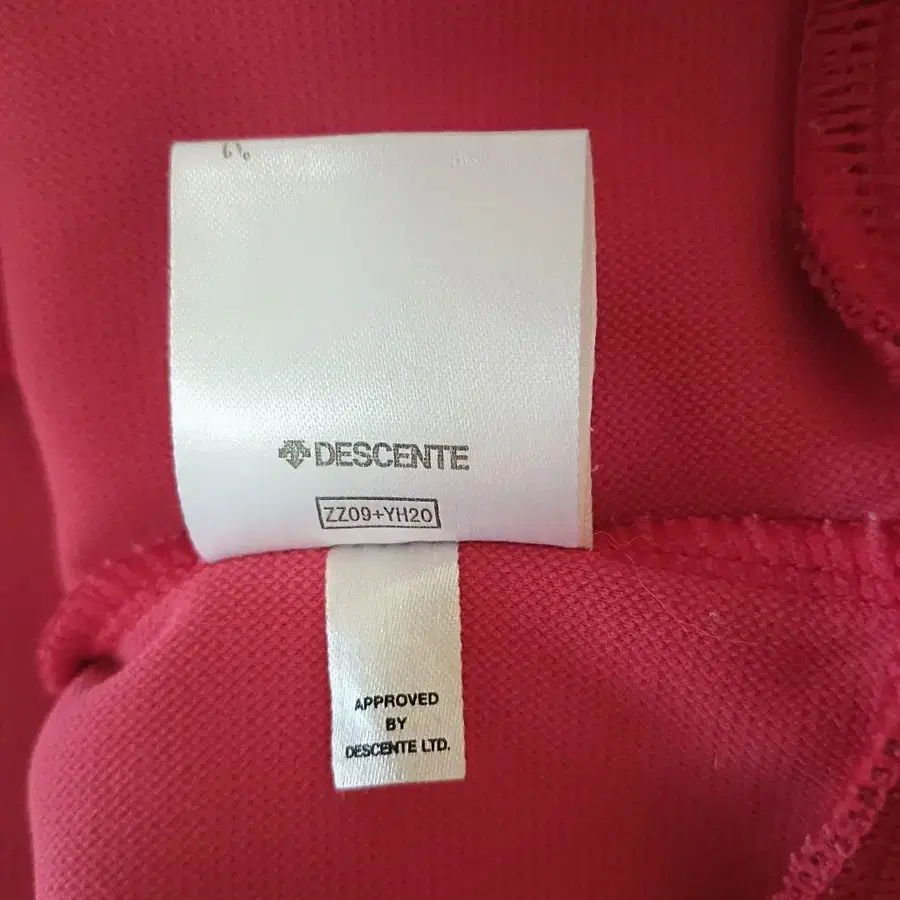 DESCENTE
ZZ09+YH20
APPROVED
BY
DESCENTE LTD.